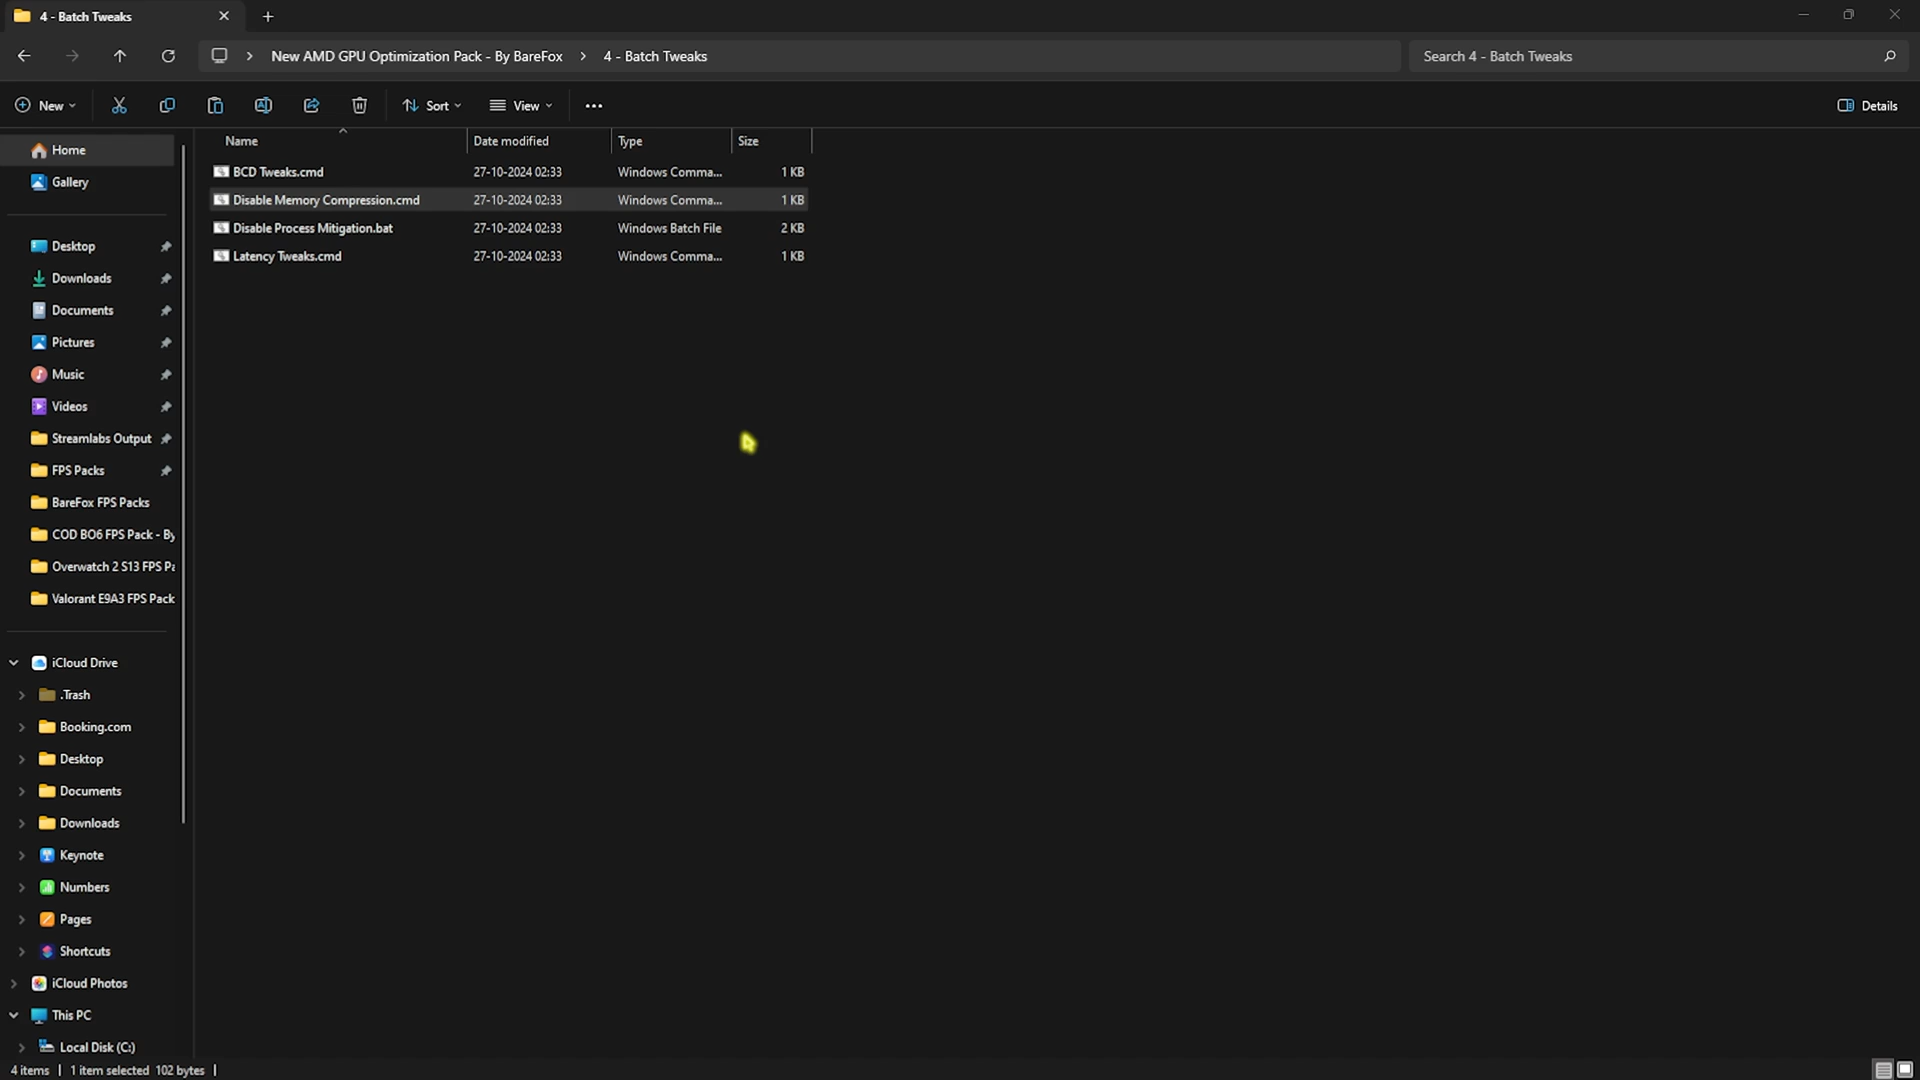 4 - Batch Tweaks
New AMD GPU Optimization Pack - By BareFox
4 - Batch Tweaks
Search 4 - Batch Tweaks
New
Sort
View
Details
Name
Date modified
Type
Size
BCD Tweaks.cmd 27-10-2024 02:33 Windows Comma... 1 KB
Disable Memory Compression.cmd 27-10-2024 02:33 Windows Comma... 1 KB
Disable Process Mitigation.bat 27-10-2024 02:33 Windows Batch File 2 KB
Latency Tweaks.cmd 27-10-2024 02:33 Windows Comma... 1 KB
Home
Gallery
Desktop
Downloads
Documents
Pictures
Music
Videos
Streamlabs Output
FPS Packs
BareFox FPS Packs
COD BO6 FPS Pack - By
Overwatch 2 S13 FPS Pa
Valorant E9A3 FPS Pack
iCloud Drive
.Trash
Booking.com
Desktop
Documents
Downloads
Keynote
Numbers
Pages
Shortcuts
iCloud Photos
This PC
Local Disk (C:)
4 items
1 item selected 102 bytes